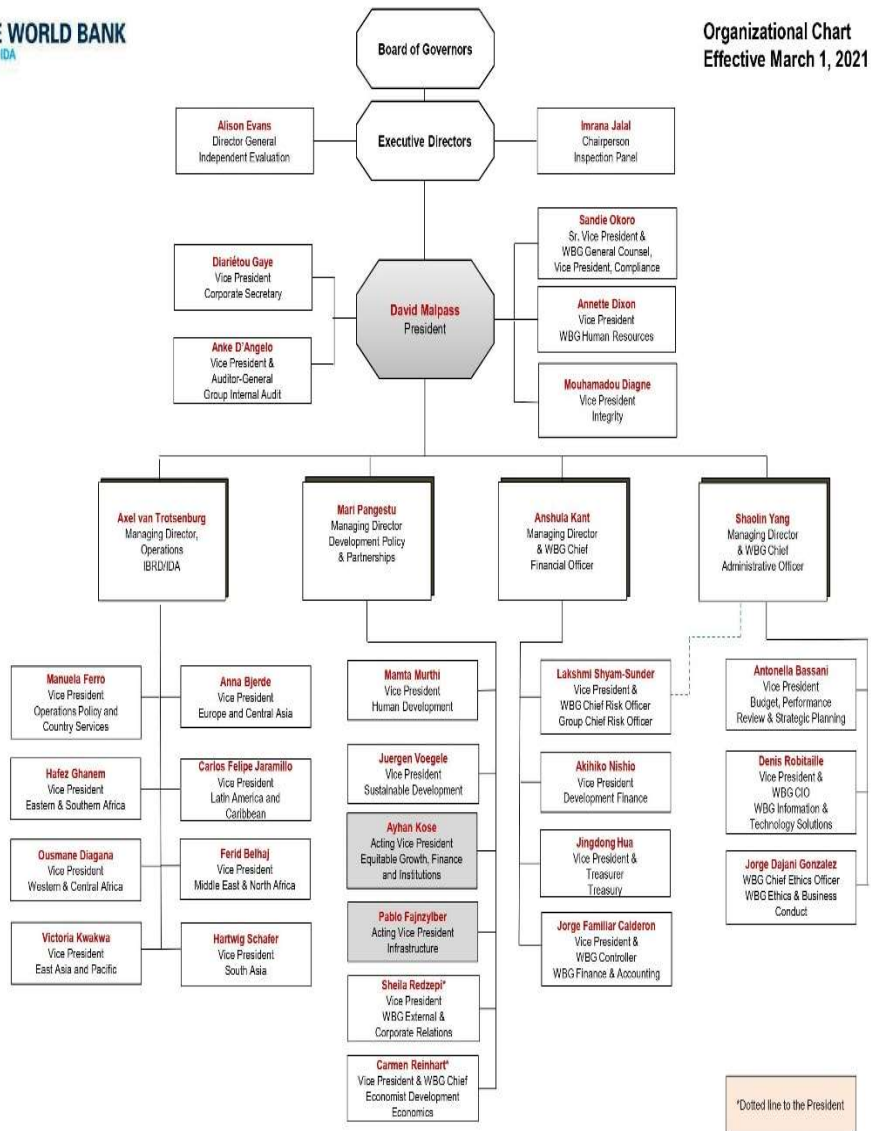 E WORLD BANK
IDA
Organizational Chart
Effective March 1, 2021
Board of Governors
Alison Evans
Director General
Independent Evaluation
Executive Directors
Imrana Jalal
Chairperson
Inspection Panel
Diariétou Gaye
Vice President
Corporate Secretary
Sandie Okoro
Sr. Vice President &
WBG General Counsel,
Vice President, Compliance
David Malpass
President
Annette Dixon
Vice President
WBG Human Resources
Anke D'Angelo
Vice President &
Auditor-General
Group Internal Audit
Mouhamadou Diagne
Vice President
Integrity
Axel van Trotsenburg
Managing Director,
Operations
IBRD/IDA
Mari Pangestu
Managing Director
Development Policy
& Partnerships
Anshula Kant
Managing Director
& WBG Chief
Financial Officer
Shaolin Yang
Managing Director
& WBG Chief
Administrative Officer
Manuela Ferro
Vice President
Operations Policy and
Country Services
Anna Bjerde
Vice President
Europe and Central Asia
Hafez Ghanem
Vice President
Eastern & Southern Africa
Carlos Felipe Jaramillo
Vice President
Latin America and
Caribbean
Ousmane Diagana
Vice President
Western & Central Africa
Ferid Belhaj
Vice President
Middle East & North Africa
Victoria Kwakwa
Vice President
East Asia and Pacific
Hartwig Schafer
Vice President
South Asia
Mamta Murthi
Vice President
Human Development
Juergen Voegele
Vice President
Sustainable Development
Ayhan Kose
Acting Vice President
Equitable Growth, Finance
and Institutions
Pablo Fajnzylber
Acting Vice President
Infrastructure
Sheila Redzepi*
Vice President
WBG External &
Corporate Relations
Carmen Reinhart*
Vice President & WBG Chief
Economist Development
Economics
Lakshmi Shyam-Sunder
Vice President &
WBG Chief Risk Officer
Group Chief Risk Officer
Akihiko Nishio
Vice President
Development Finance
Jingdong Hua
Vice President &
Treasurer
Treasury
Jorge Familiar Calderon
Vice President &
WBG Controller
WBG Finance & Accounting
Antonella Bassani
Vice President
Budget, Performance
Review & Strategic Planning
Denis Robitaille
Vice President &
WBG CIO
WBG Information &
Technology Solutions
Jorge Dajani Gonzalez
WBG Chief Ethics Officer
WBG Ethics & Business
Conduct
*Dotted line to the President